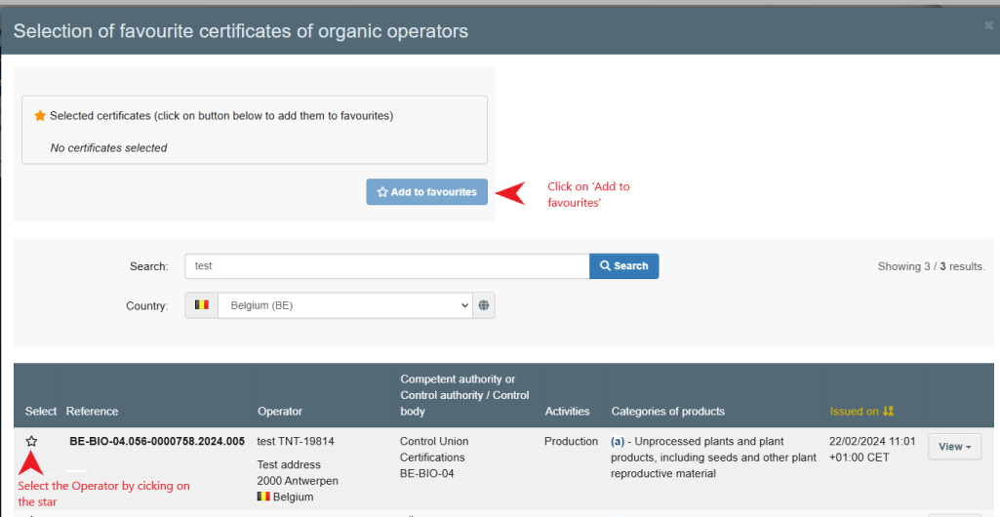 Selection of favourite certificates of organic operators
×
Selected certificates (click on button below to add them to favourites)
No certificates selected
Add to favourites
Click on 'Add to
favourites'
Search:
test
Search
Showing 3 / 3 results.
Country:
Belgium (BE)
Select
Reference
Operator
Competent authority or
Control authority / Control
body
Activities
Categories of products
Issued on
BE-BIO-04.056-0000758.2024.005
test TNT-19814
Test address
2000 Antwerpen
Belgium
Control Union
Certifications
BE-BIO-04
Production
(a) - Unprocessed plants and plant
products, including seeds and other plant
reproductive material
22/02/2024 11:01
+01:00 CET
View
Select the Operator by cicking on
the star